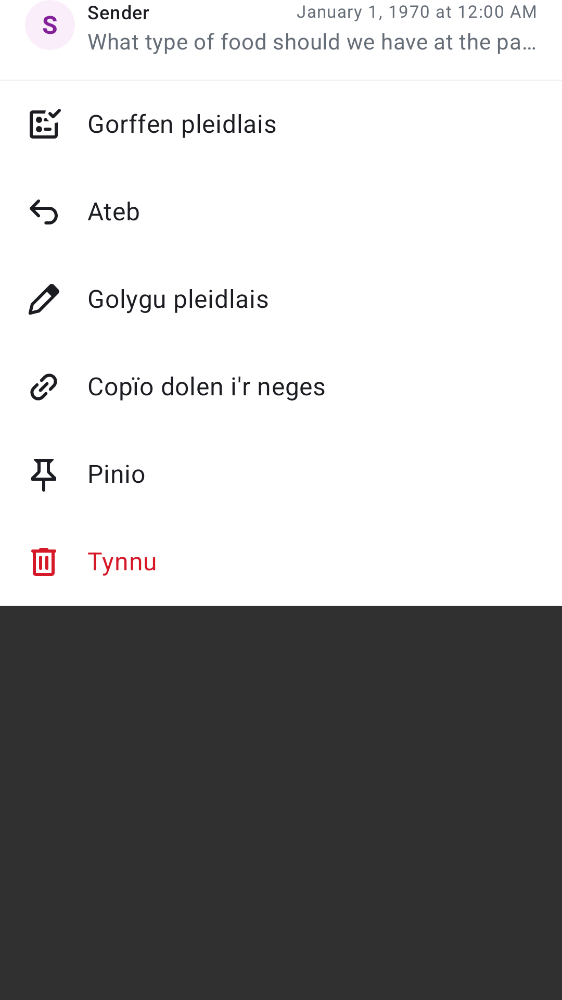 S
Sender
January 1, 1970 at 12:00 AM
What type of food should we have at the pa...
Gorffen pleidlais
Ateb
Golygu pleidlais
Copïo dolen i'r neges
Pinio
Tynnu